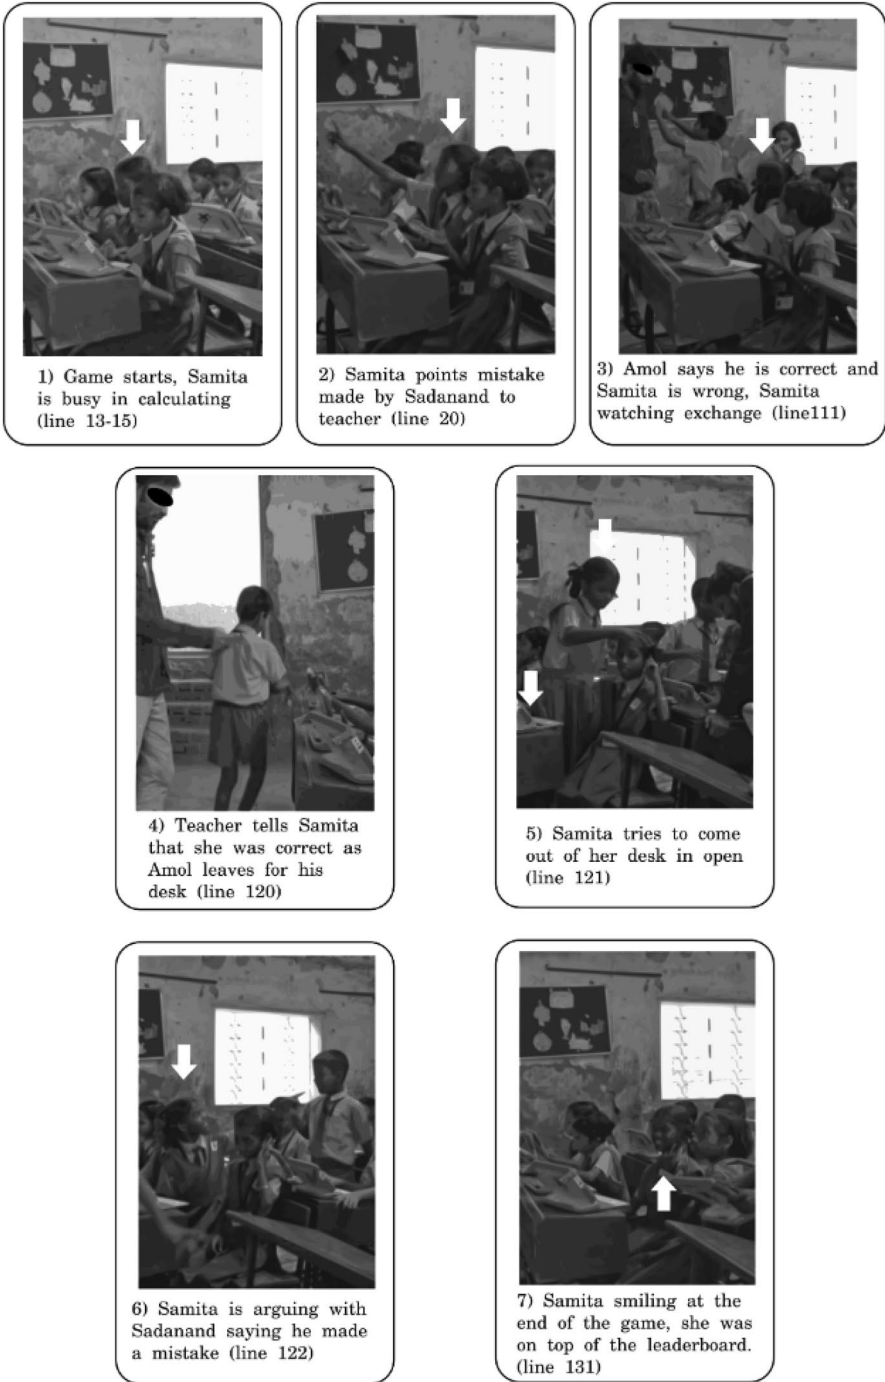 1) Game starts, Samita
is busy in calculating
(line 13-15)
2) Samita points mistake
made by Sadanand to
teacher (line 20)
3) Amol says he is correct and
Samita is wrong, Samita
watching exchange (line111)
4) Teacher tells Samita
that she was correct as
Amol leaves for his
desk (line 120)
5) Samita tries to come
out of her desk in open
(line 121)
6) Samita is arguing with
Sadanand saying he made
a mistake (line 122)
7) Samita smiling at the
end of the game, she was
on top of the leaderboard.
(line 131)